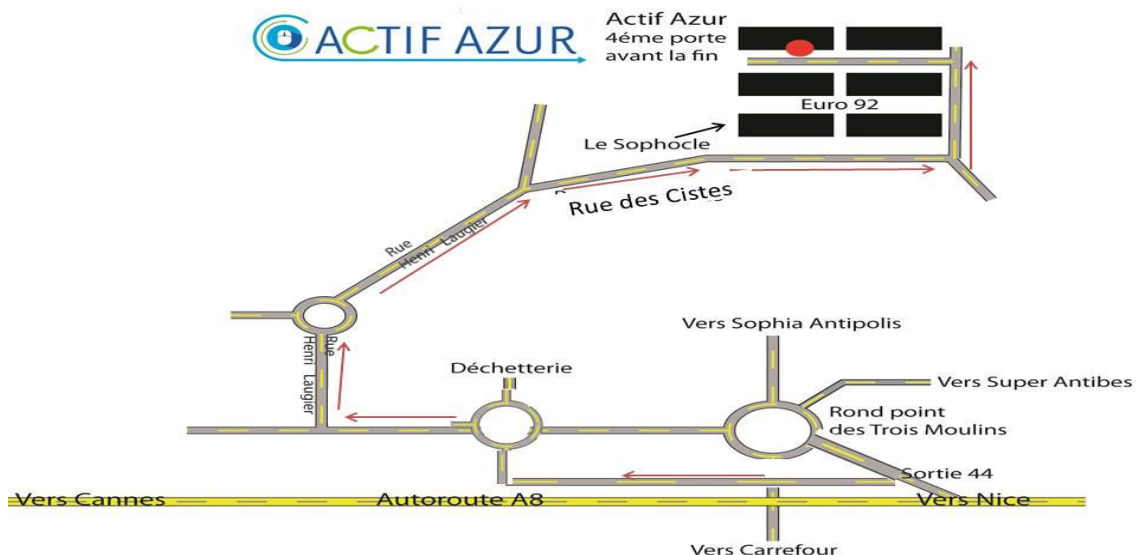 ACTIF AZUR
Actif Azur
4éme porte
avant la fin
Euro 92
Le Sophocle
Rue des Cistes
Rue
Henri Laugier
Rue
Henri Laugier
Vers Sophia Antipolis
Déchetterie
Vers Super Antibes
Rond point
des Trois Moulins
Sortie 44
Vers Cannes
Autoroute A8
Vers Nice
Vers Carrefour